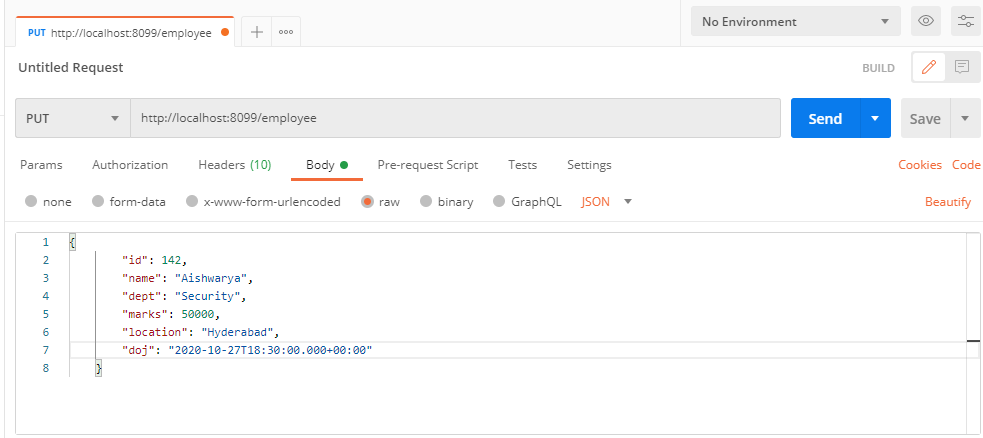 PUT http://localhost:8099/employee
No Environment
Untitled Request
BUILD
PUT http://localhost:8099/employee Send Save
Params Authorization Headers (10) Body Pre-request Script Tests Settings Cookies Code
none form-data x-www-form-urlencoded raw binary GraphQL JSON Beautify
1 {
2 "id": 142,
3 "name": "Aishwarya",
4 "dept": "Security",
5 "marks": 50000,
6 "location": "Hyderabad",
7 "doj": "2020-10-27T18:30:00.000+00:00"
8 }